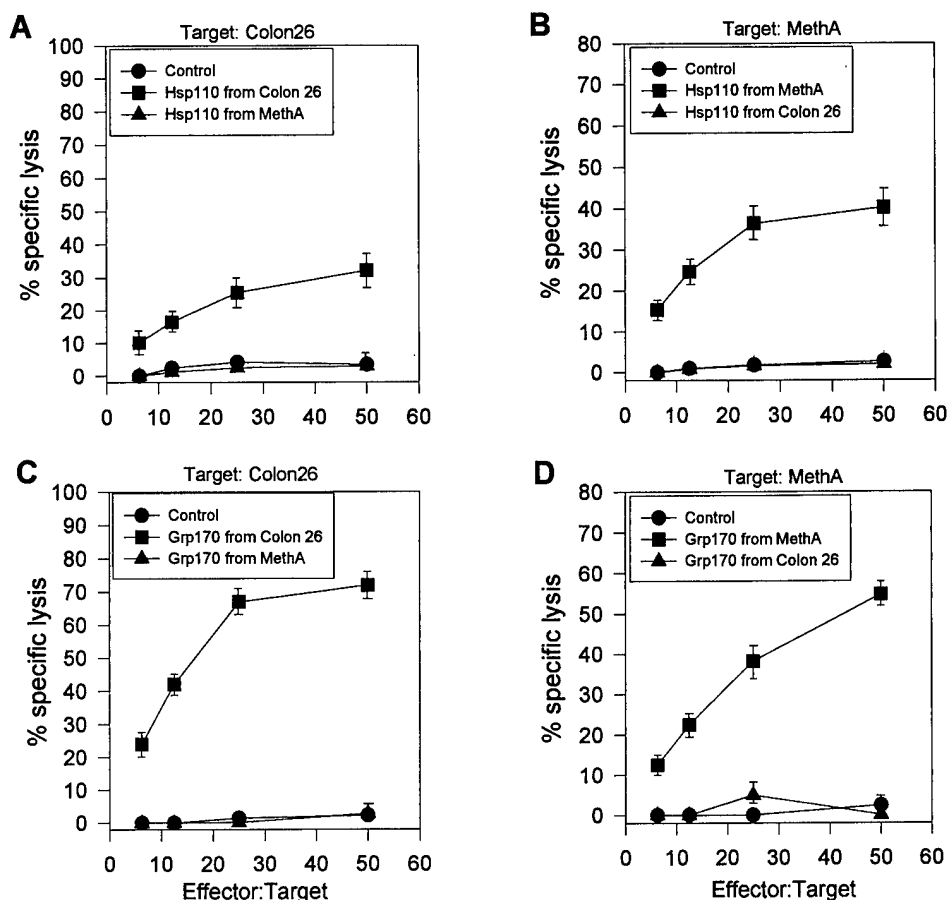 A
Target: Colon26
100
90
80
70
60
50
40
30
20
10
0
% specific lysis
Control
Hsp110 from Colon 26
Hsp110 from MethA
0 10 20 30 40 50 60
B
Target: MethA
80
70
60
50
40
30
20
10
0
% specific lysis
Control
Hsp110 from MethA
Hsp110 from Colon 26
0 10 20 30 40 50 60
C
Target: Colon26
100
90
80
70
60
50
40
30
20
10
0
% specific lysis
Control
Grp170 from Colon 26
Grp170 from MethA
0 10 20 30 40 50 60
Effector:Target
D
Target: MethA
80
70
60
50
40
30
20
10
0
% specific lysis
Control
Grp170 from MethA
Grp170 from Colon 26
0 10 20 30 40 50 60
Effector:Target